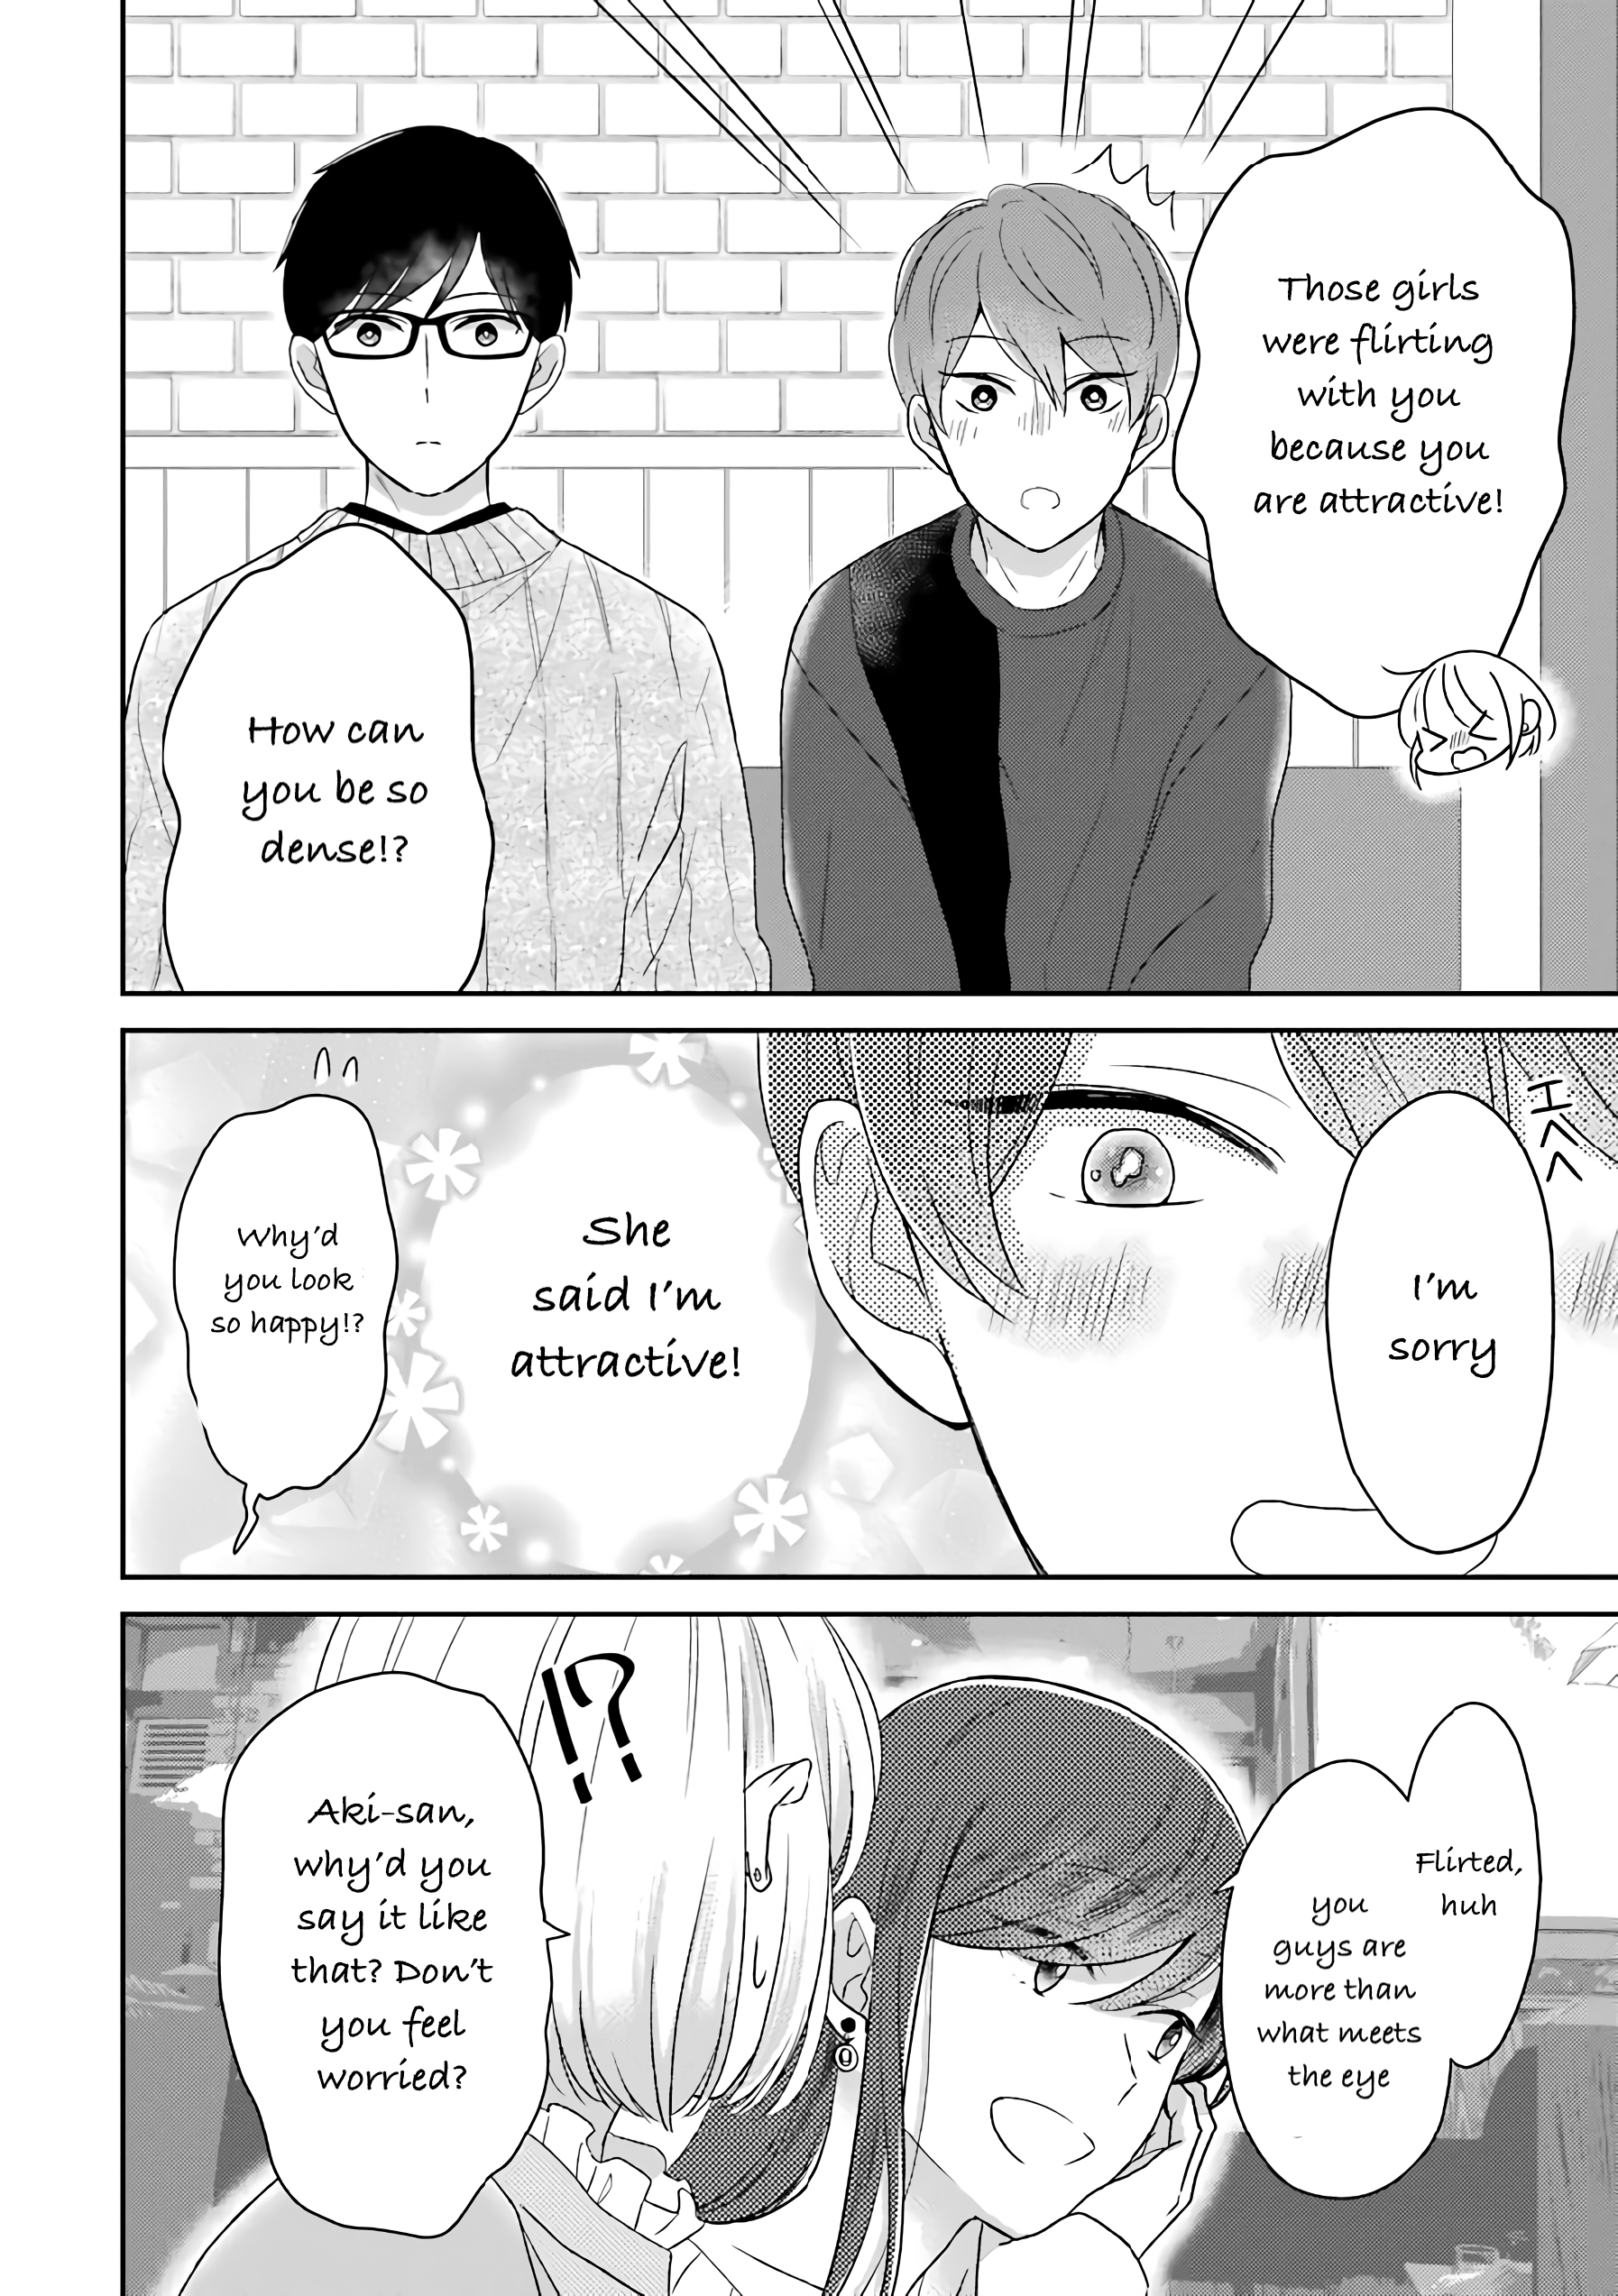 Those girls
were flirting
with you
because you
are attractive!
How can
you be so
dense!?
I'm
sorry
She
said I'm
attractive!
Why'd
you look
so happy!?
Flirted,
huh
you
guys are
more than
what meets
the eye
!?
Aki-san,
why'd you
say it like
that? Don't
you feel
worried?